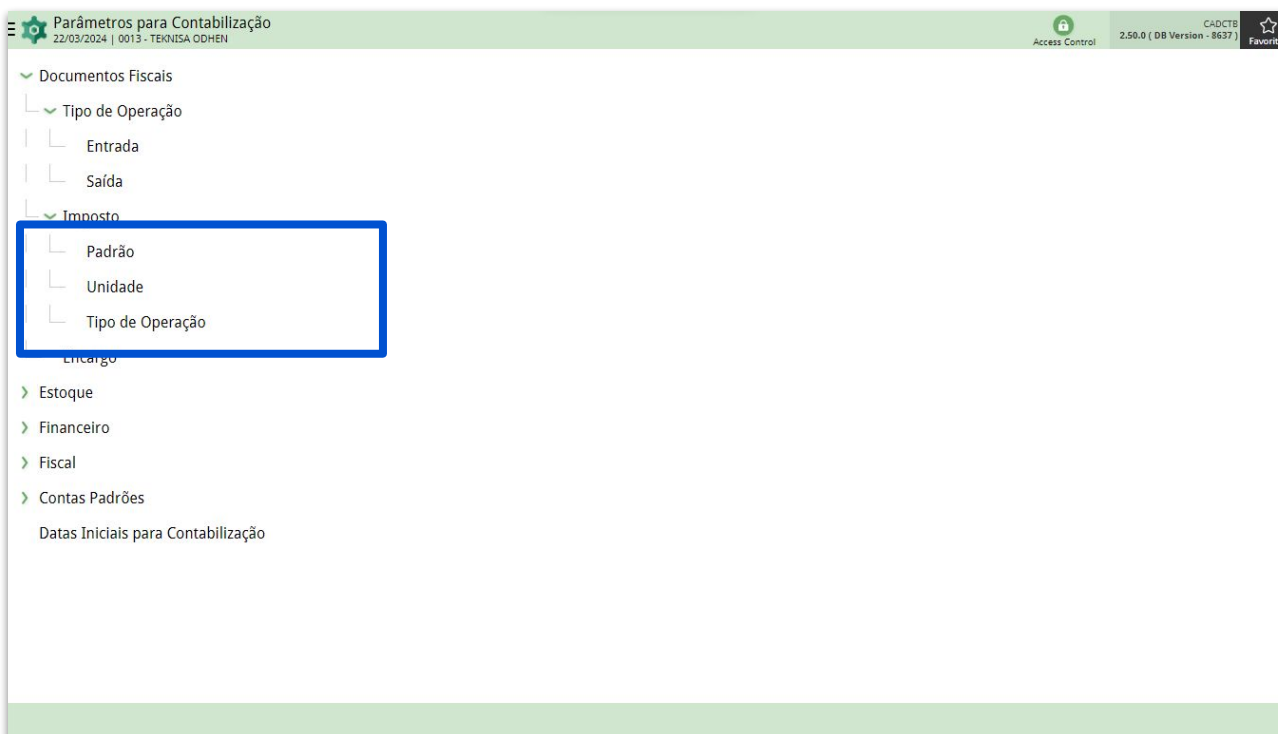 Parâmetros para Contabilização
22/03/2024 | 0013 - TEKNISA ODHEN
Access Control
CADCTB
2.50.0 ( DB Version - 8637 )
Favorit
Documentos Fiscais
Tipo de Operação
Entrada
Saída
Imposto
Padrão
Unidade
Tipo de Operação
Encargo
Estoque
Financeiro
Fiscal
Contas Padrões
Datas Iniciais para Contabilização